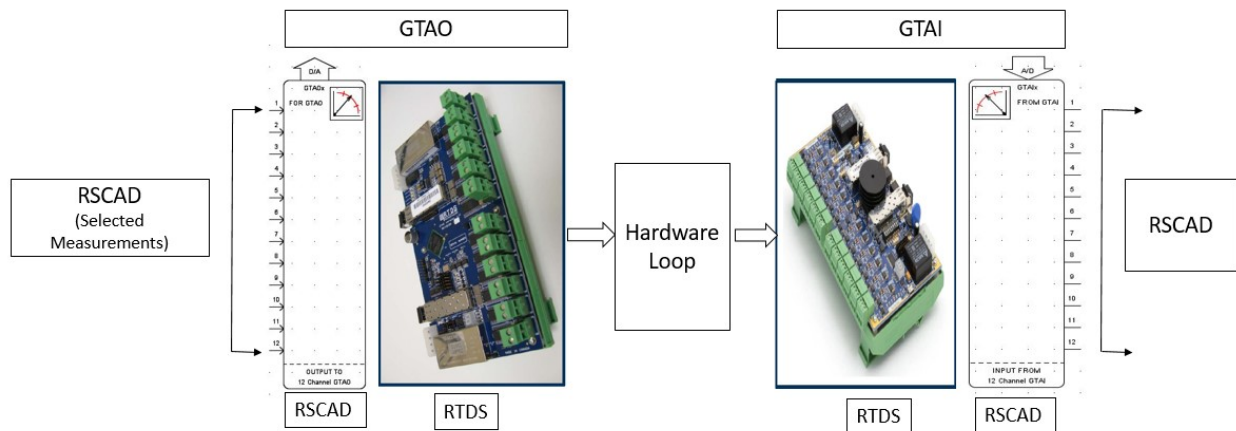 GTAO
GTAI
D/A
GTAOx
FOR GTAO
1
2
3
4
5
6
7
8
9
10
11
12
OUTPUT TO
12 Channel GTAO
RSCAD
(Selected
Measurements)
RSCAD
RTDS
RTDS
Hardware
Loop
A/D
GTAIx
FROM GTAI
1
2
3
4
5
6
7
8
9
10
11
12
INPUT FROM
12 Channel GTAI
RTDS
RSCAD
RSCAD